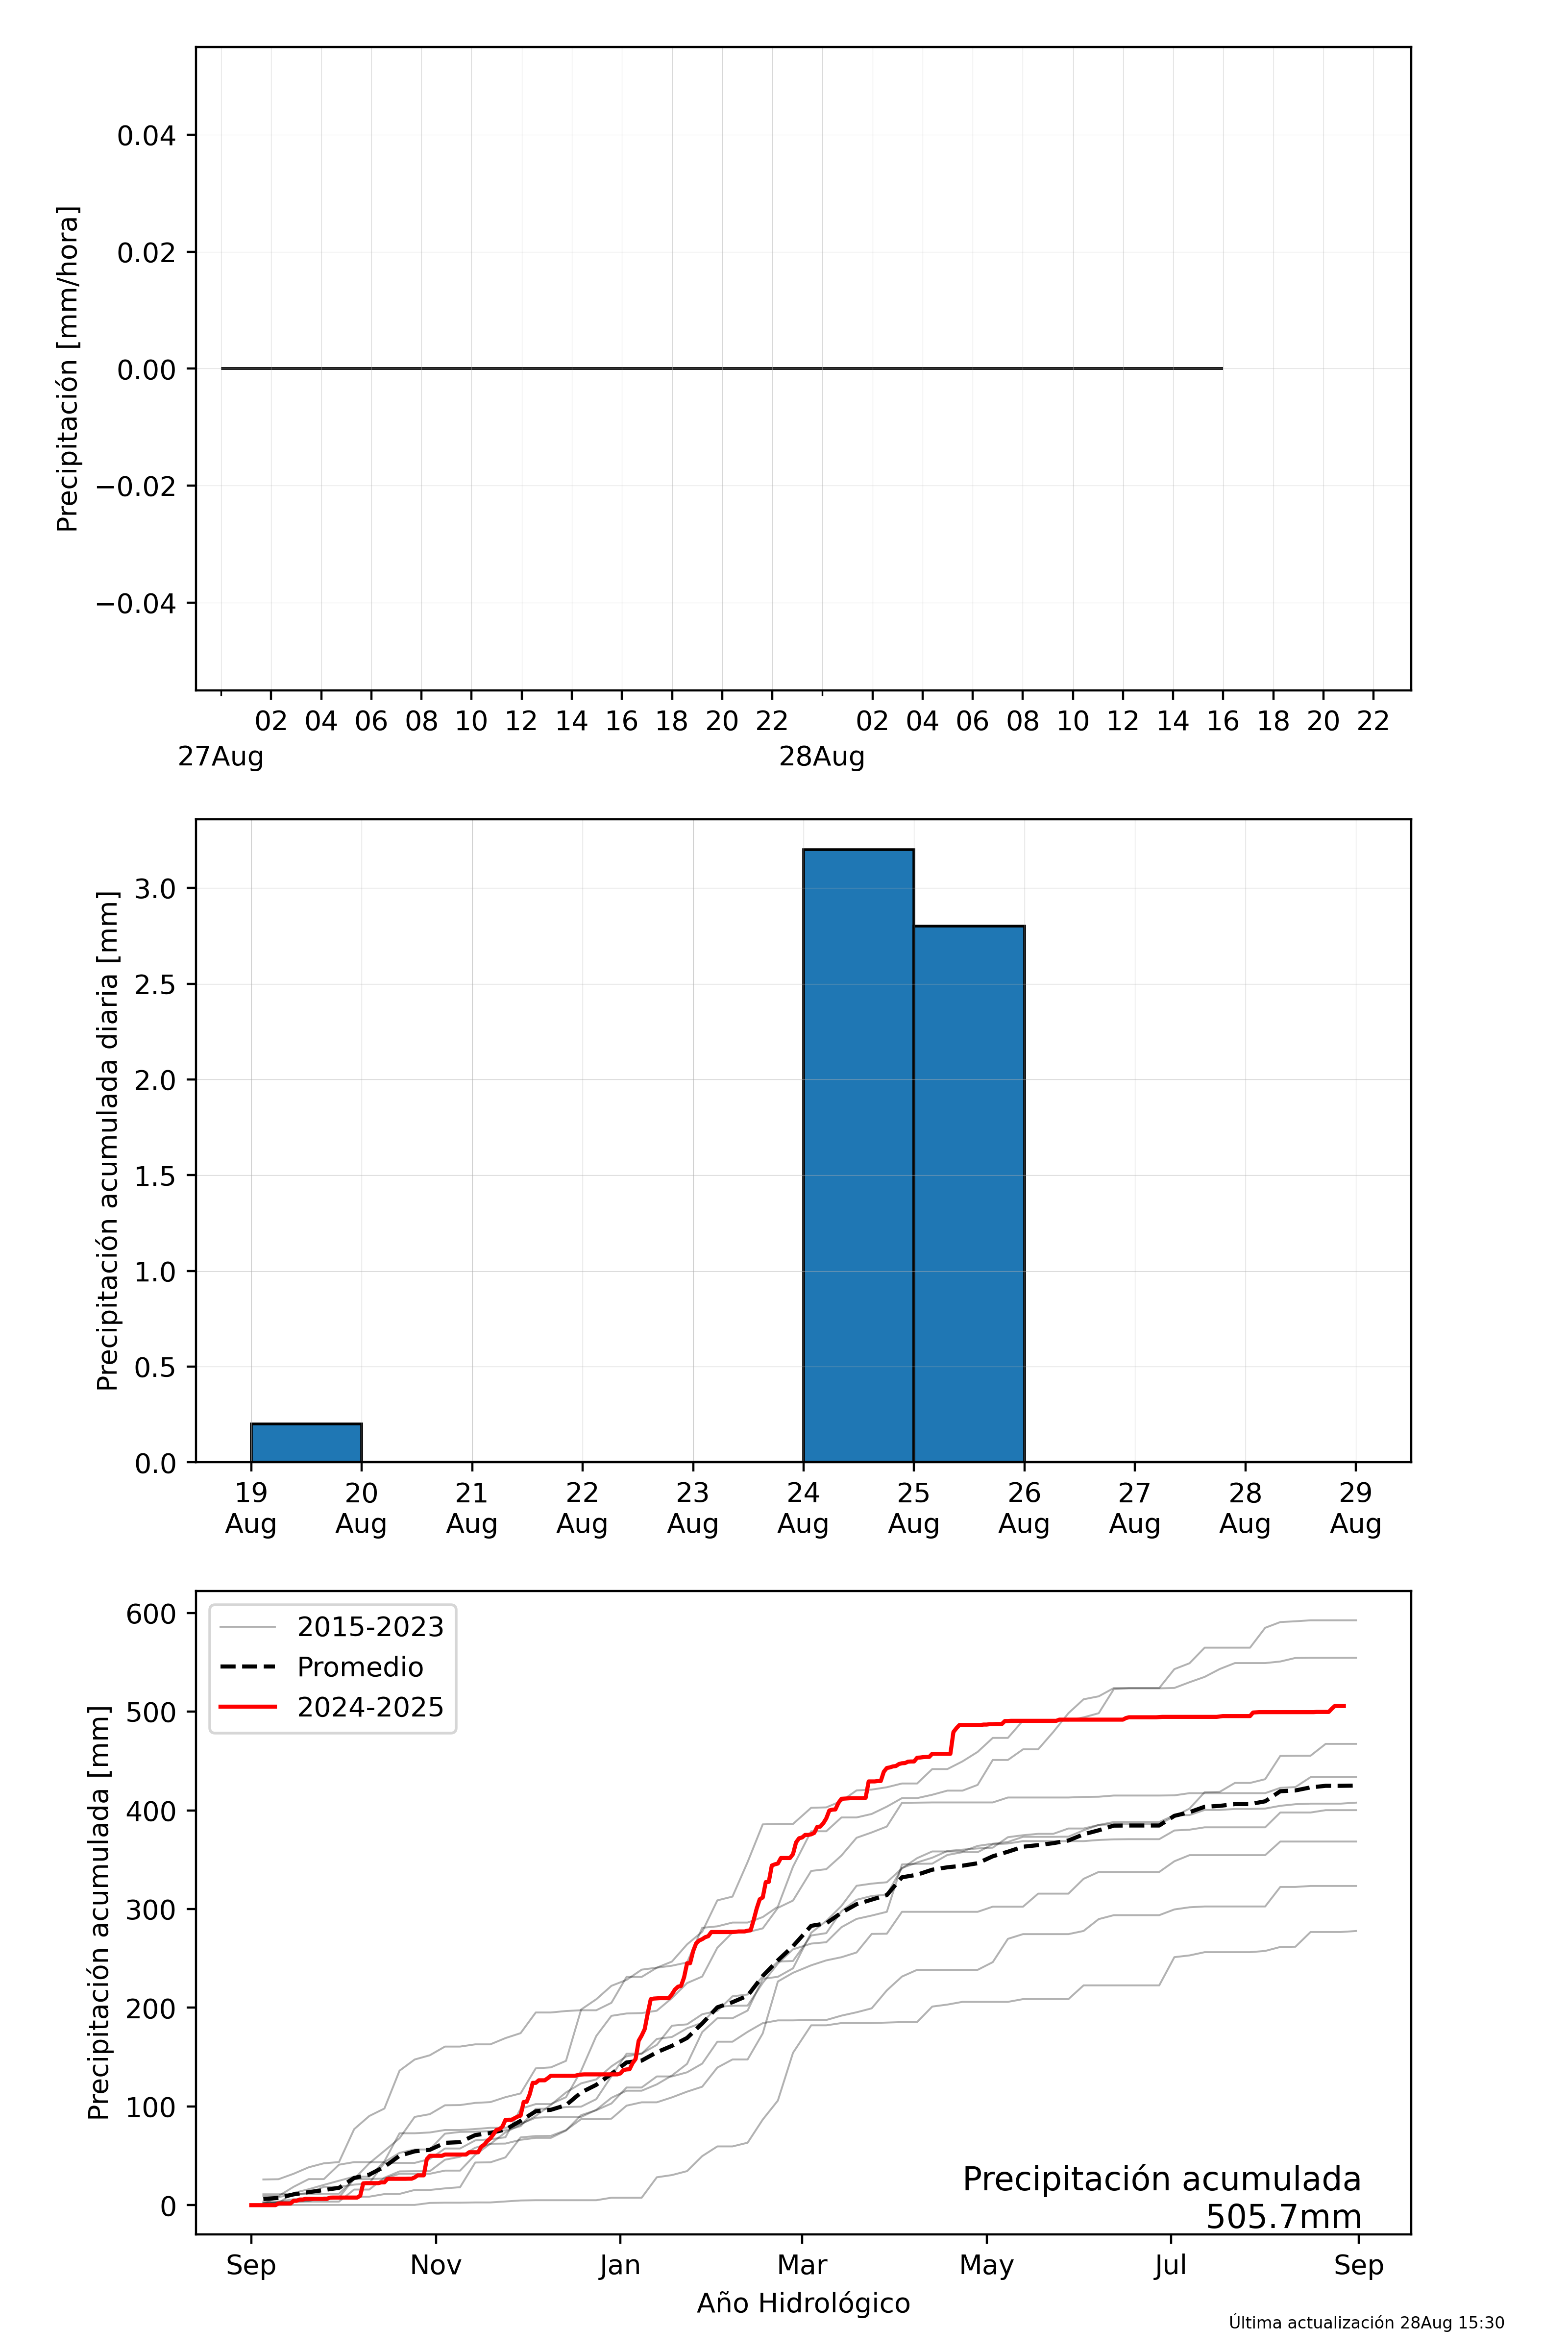 Precipitación [mm/hora]
0.04
0.02
0.00
−0.02
−0.04
02 04 06 08 10 12 14 16 18 20 22 02 04 06 08 10 12 14 16 18 20 22
27Aug 28Aug
Precipitación acumulada diaria [mm]
3.0
2.5
2.0
1.5
1.0
0.5
0.0
19 20 21 22 23 24 25 26 27 28 29
Aug Aug Aug Aug Aug Aug Aug Aug Aug Aug Aug
Precipitación acumulada [mm]
600
500
400
300
200
100
0
2015-2023
Promedio
2024-2025
Precipitación acumulada
505.7mm
Sep Nov Jan Mar May Jul Sep
Año Hidrológico
Última actualización 28Aug 15:30